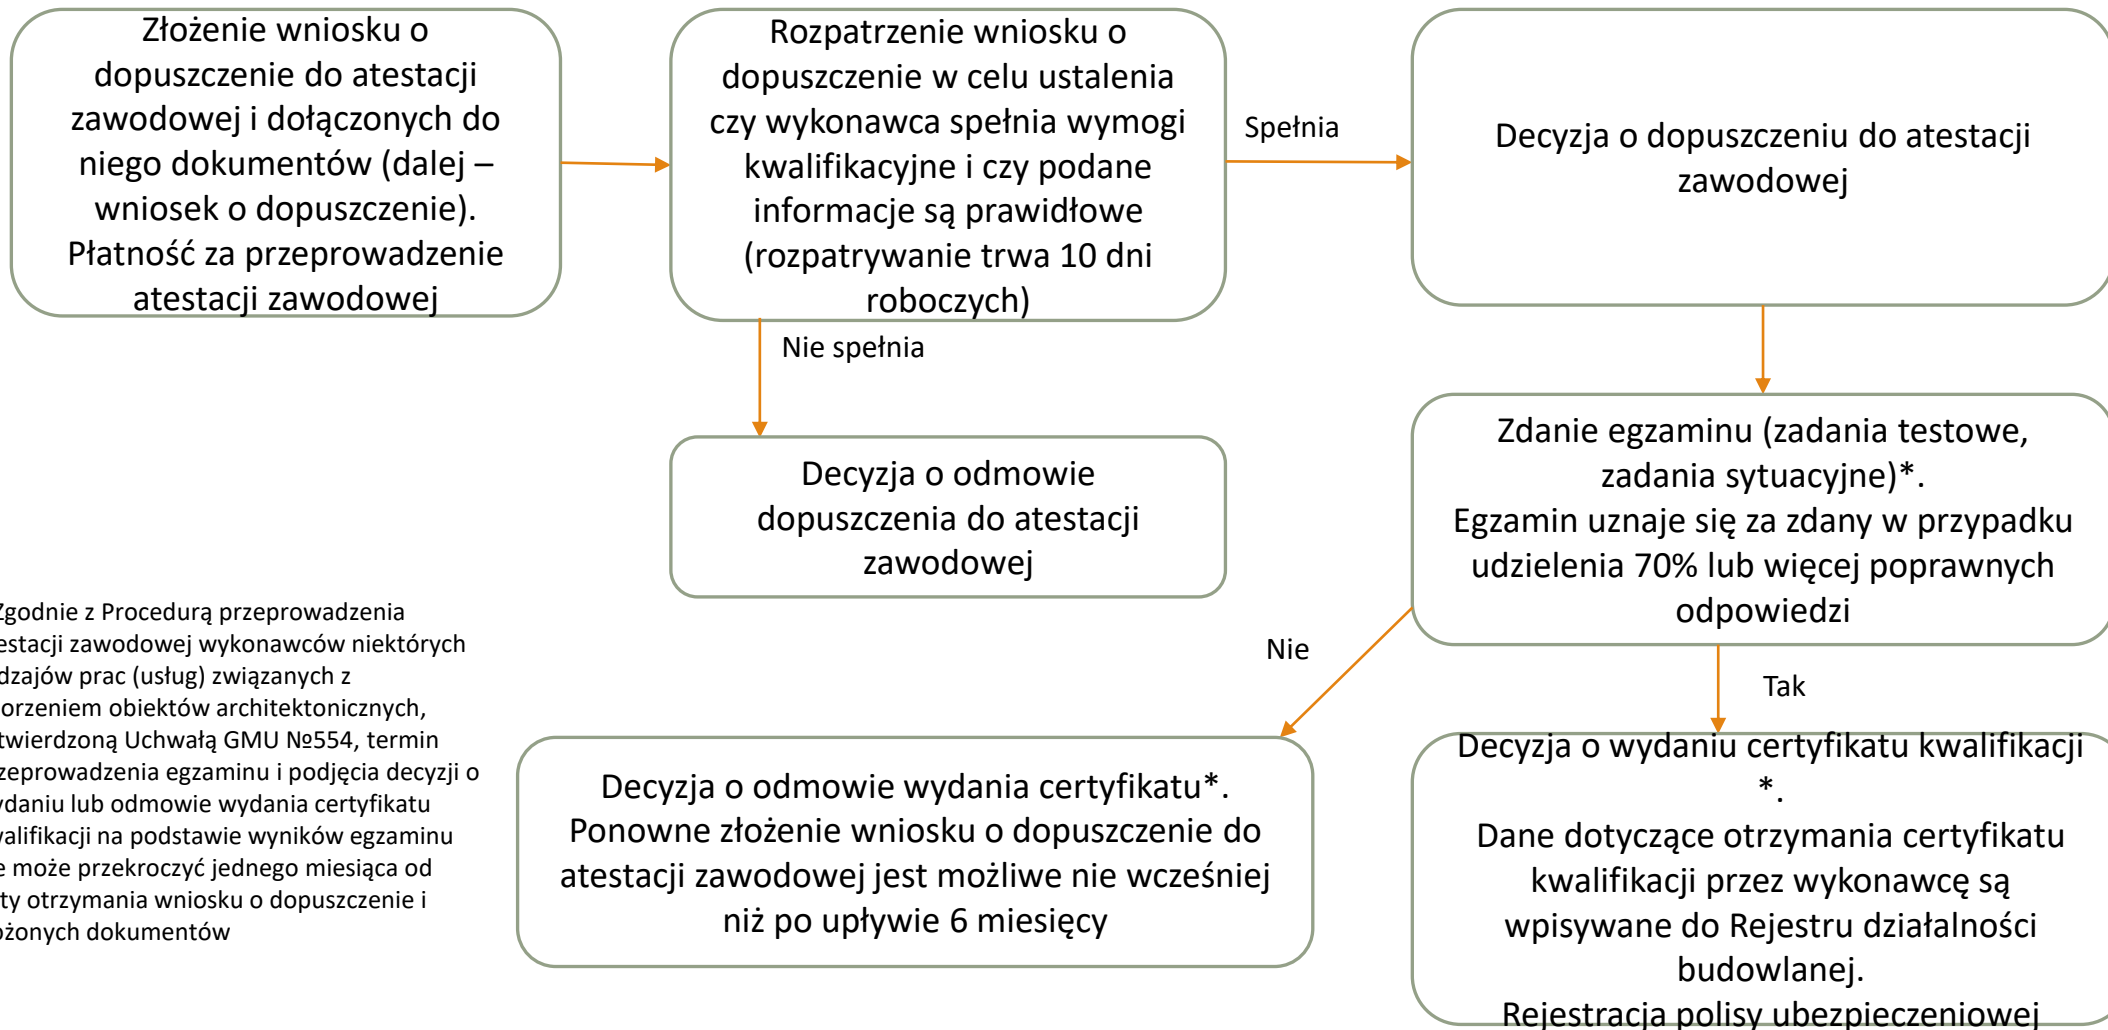 Złożenie wniosku o
dopuszczenie do atestacji
zawodowej i dołączonych do
niego dokumentów (dalej –
wniosek o dopuszczenie).
Płatność za przeprowadzenie
atestacji zawodowej
Rozpatrzenie wniosku o
dopuszczenie w celu ustalenia
czy wykonawca spełnia wymogi
kwalifikacyjne i czy podane
informacje są prawidłowe
(rozpatrywanie trwa 10 dni
roboczych)
Spełnia
Decyzja o dopuszczeniu do atestacji
zawodowej
Nie spełnia
Decyzja o odmowie
dopuszczenia do atestacji
zawodowej
Zdanie egzaminu (zadania testowe,
zadania sytuacyjne)*.
Egzamin uznaje się za zdany w przypadku
udzielenia 70% lub więcej poprawnych
odpowiedzi
Nie
Tak
Decyzja o odmowie wydania certyfikatu*.
Ponowne złożenie wniosku o dopuszczenie do
atestacji zawodowej jest możliwe nie wcześniej
niż po upływie 6 miesięcy
Decyzja o wydaniu certyfikatu kwalifikacji
*.
Dane dotyczące otrzymania certyfikatu
kwalifikacji przez wykonawcę są
wpisywane do Rejestru działalności
budowlanej.
Rejestracja polisy ubezpieczeniowej
Zgodnie z Procedurą przeprowadzenia
estacji zawodowej wykonawców niektórych
dzajów prac (usług) związanych z
orzeniem obiektów architektonicznych,
twierdzoną Uchwałą GMU №554, termin
zeprowadzenia egzaminu i podjęcia decyzji o
ydaniu lub odmowie wydania certyfikatu
walifikacji na podstawie wyników egzaminu
e może przekroczyć jednego miesiąca od
ty otrzymania wniosku o dopuszczenie i
ożonych dokumentów